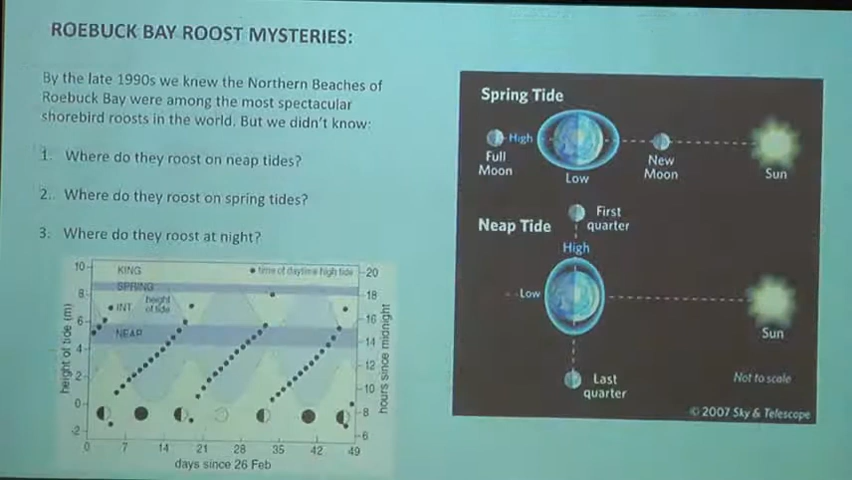 ROEBUCK BAY ROOST MYSTERIES:
By the late 1990s we knew the Northern Beaches of
Roebuck Bay were among the most spectacular
shorebird roosts in the world. But we didn't know:
1. Where do they roost on neap tides?
2. Where do they roost on spring tides?
3. Where do they roost at night?
10
8
6
4
2
0
-2
height of tide (m)
KING
SPRING
INT.
height
of tide
NEAP
time of daytime high tide
20
18
16
14
12
10
8
6
hours since midnight
0 7 14 21 28 35 42 49
days since 26 Feb
Spring Tide
High
Full
Moon
Low
New
Moon
Sun
Neap Tide
First
quarter
High
Low
Sun
Last
quarter
Not to scale
© 2007 Sky & Telescope